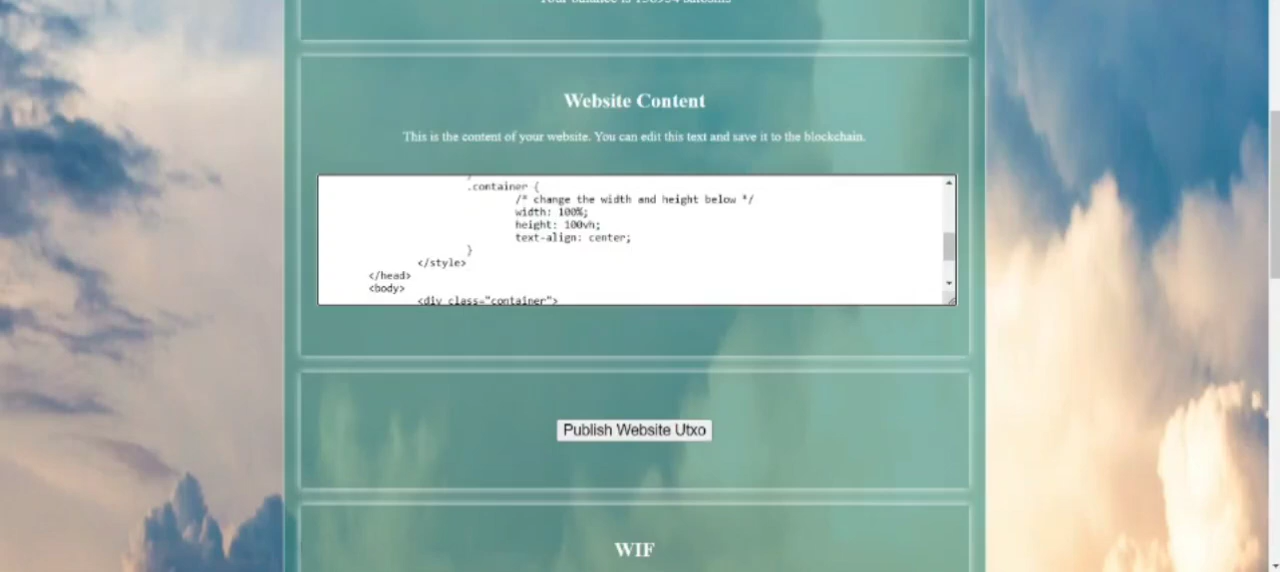 Website Content
This is the content of your website. You can edit this text and save it to the blockchain.
.container {
/* change the width and height below */
width: 100%;
height: 100vh;
text-align: center;
}
</style>
</head>
<body>
<div class="container">
Publish Website Utxo
WIF